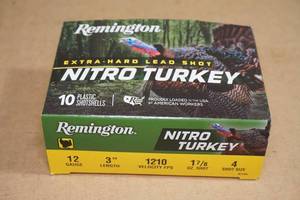 Remington
EXTRA-HARD LEAD SHOT
NITRO TURKEY
10 PLASTIC SHOTSHELLS
PROUDLY LOADED IN THE USA
BY AMERICAN WORKERS
Remington
NITRO
TURKEY
12 3" 1210 1 7/8 4
GAUGE LENGTH VELOCITY FPS OZ. SHOT SHOT SIZE